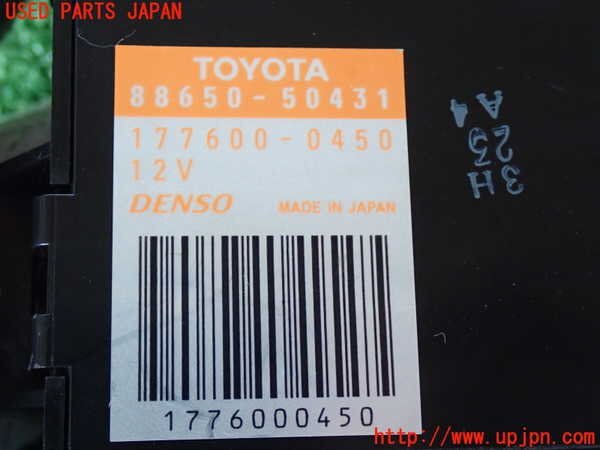 USED PARTS JAPAN
TOYOTA
88650-50431
177600-0450
12V
DENSO MADE IN JAPAN
1776000450
3H
23
A4
http://www.upjpn.com/